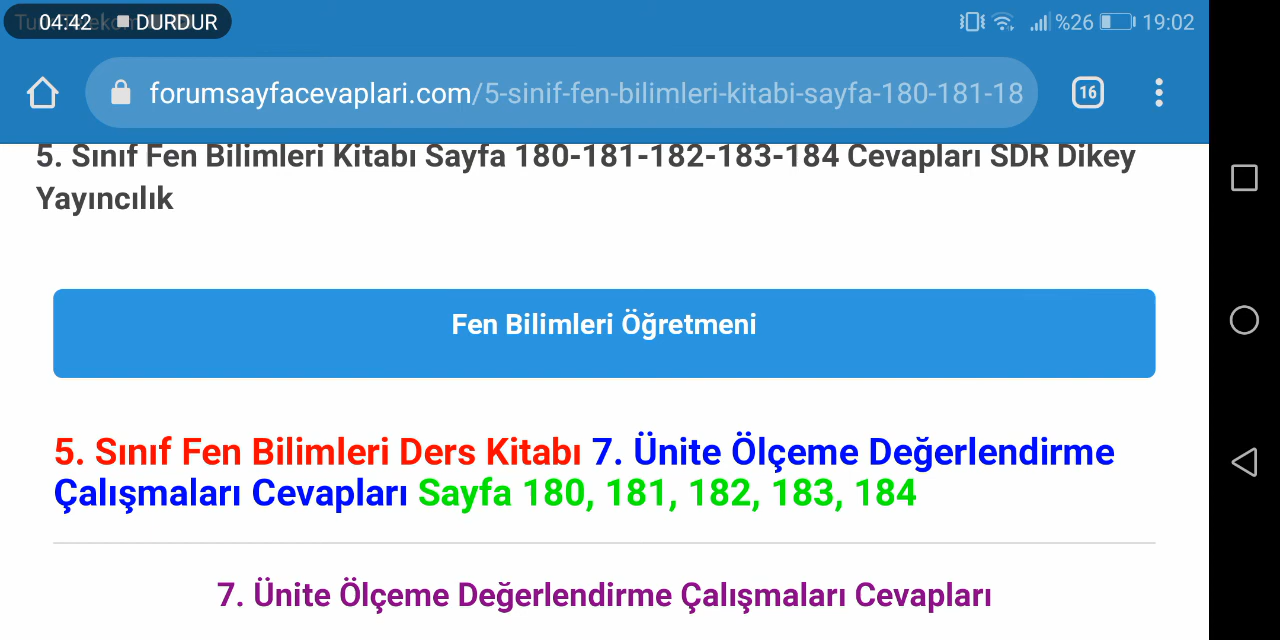 04:42 DURDUR %26 19:02
forumsayfacevaplari.com/5-sinif-fen-bilimleri-kitabi-sayfa-180-181-18 16
5. Sınıf Fen Bilimleri Kitabı Sayfa 180-181-182-183-184 Cevapları SDR Dikey
Yayıncılık
Fen Bilimleri Öğretmeni
5. Sınıf Fen Bilimleri Ders Kitabı 7. Ünite Ölçeme Değerlendirme
Çalışmaları Cevapları Sayfa 180, 181, 182, 183, 184
7. Ünite Ölçeme Değerlendirme Çalışmaları Cevapları